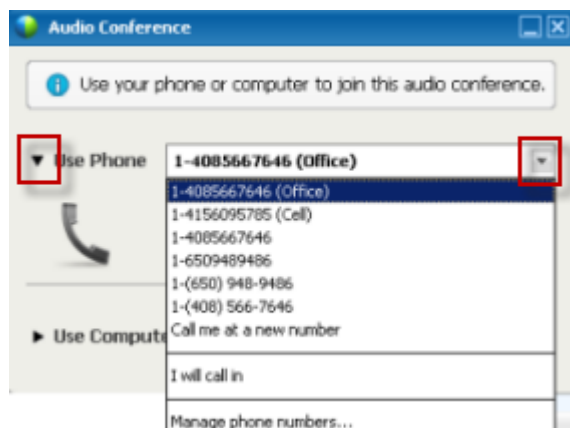 Audio Conference
Use your phone or computer to join this audio conference.
Use Phone
1-4085667646 (Office)
1-4085667646 (Office)
1-4156095785 (Cell)
1-4085667646
1-6509489486
1-(650) 948-9486
1-(408) 566-7646
Call me at a new number
Use Compute
I will call in
Manage phone numbers...